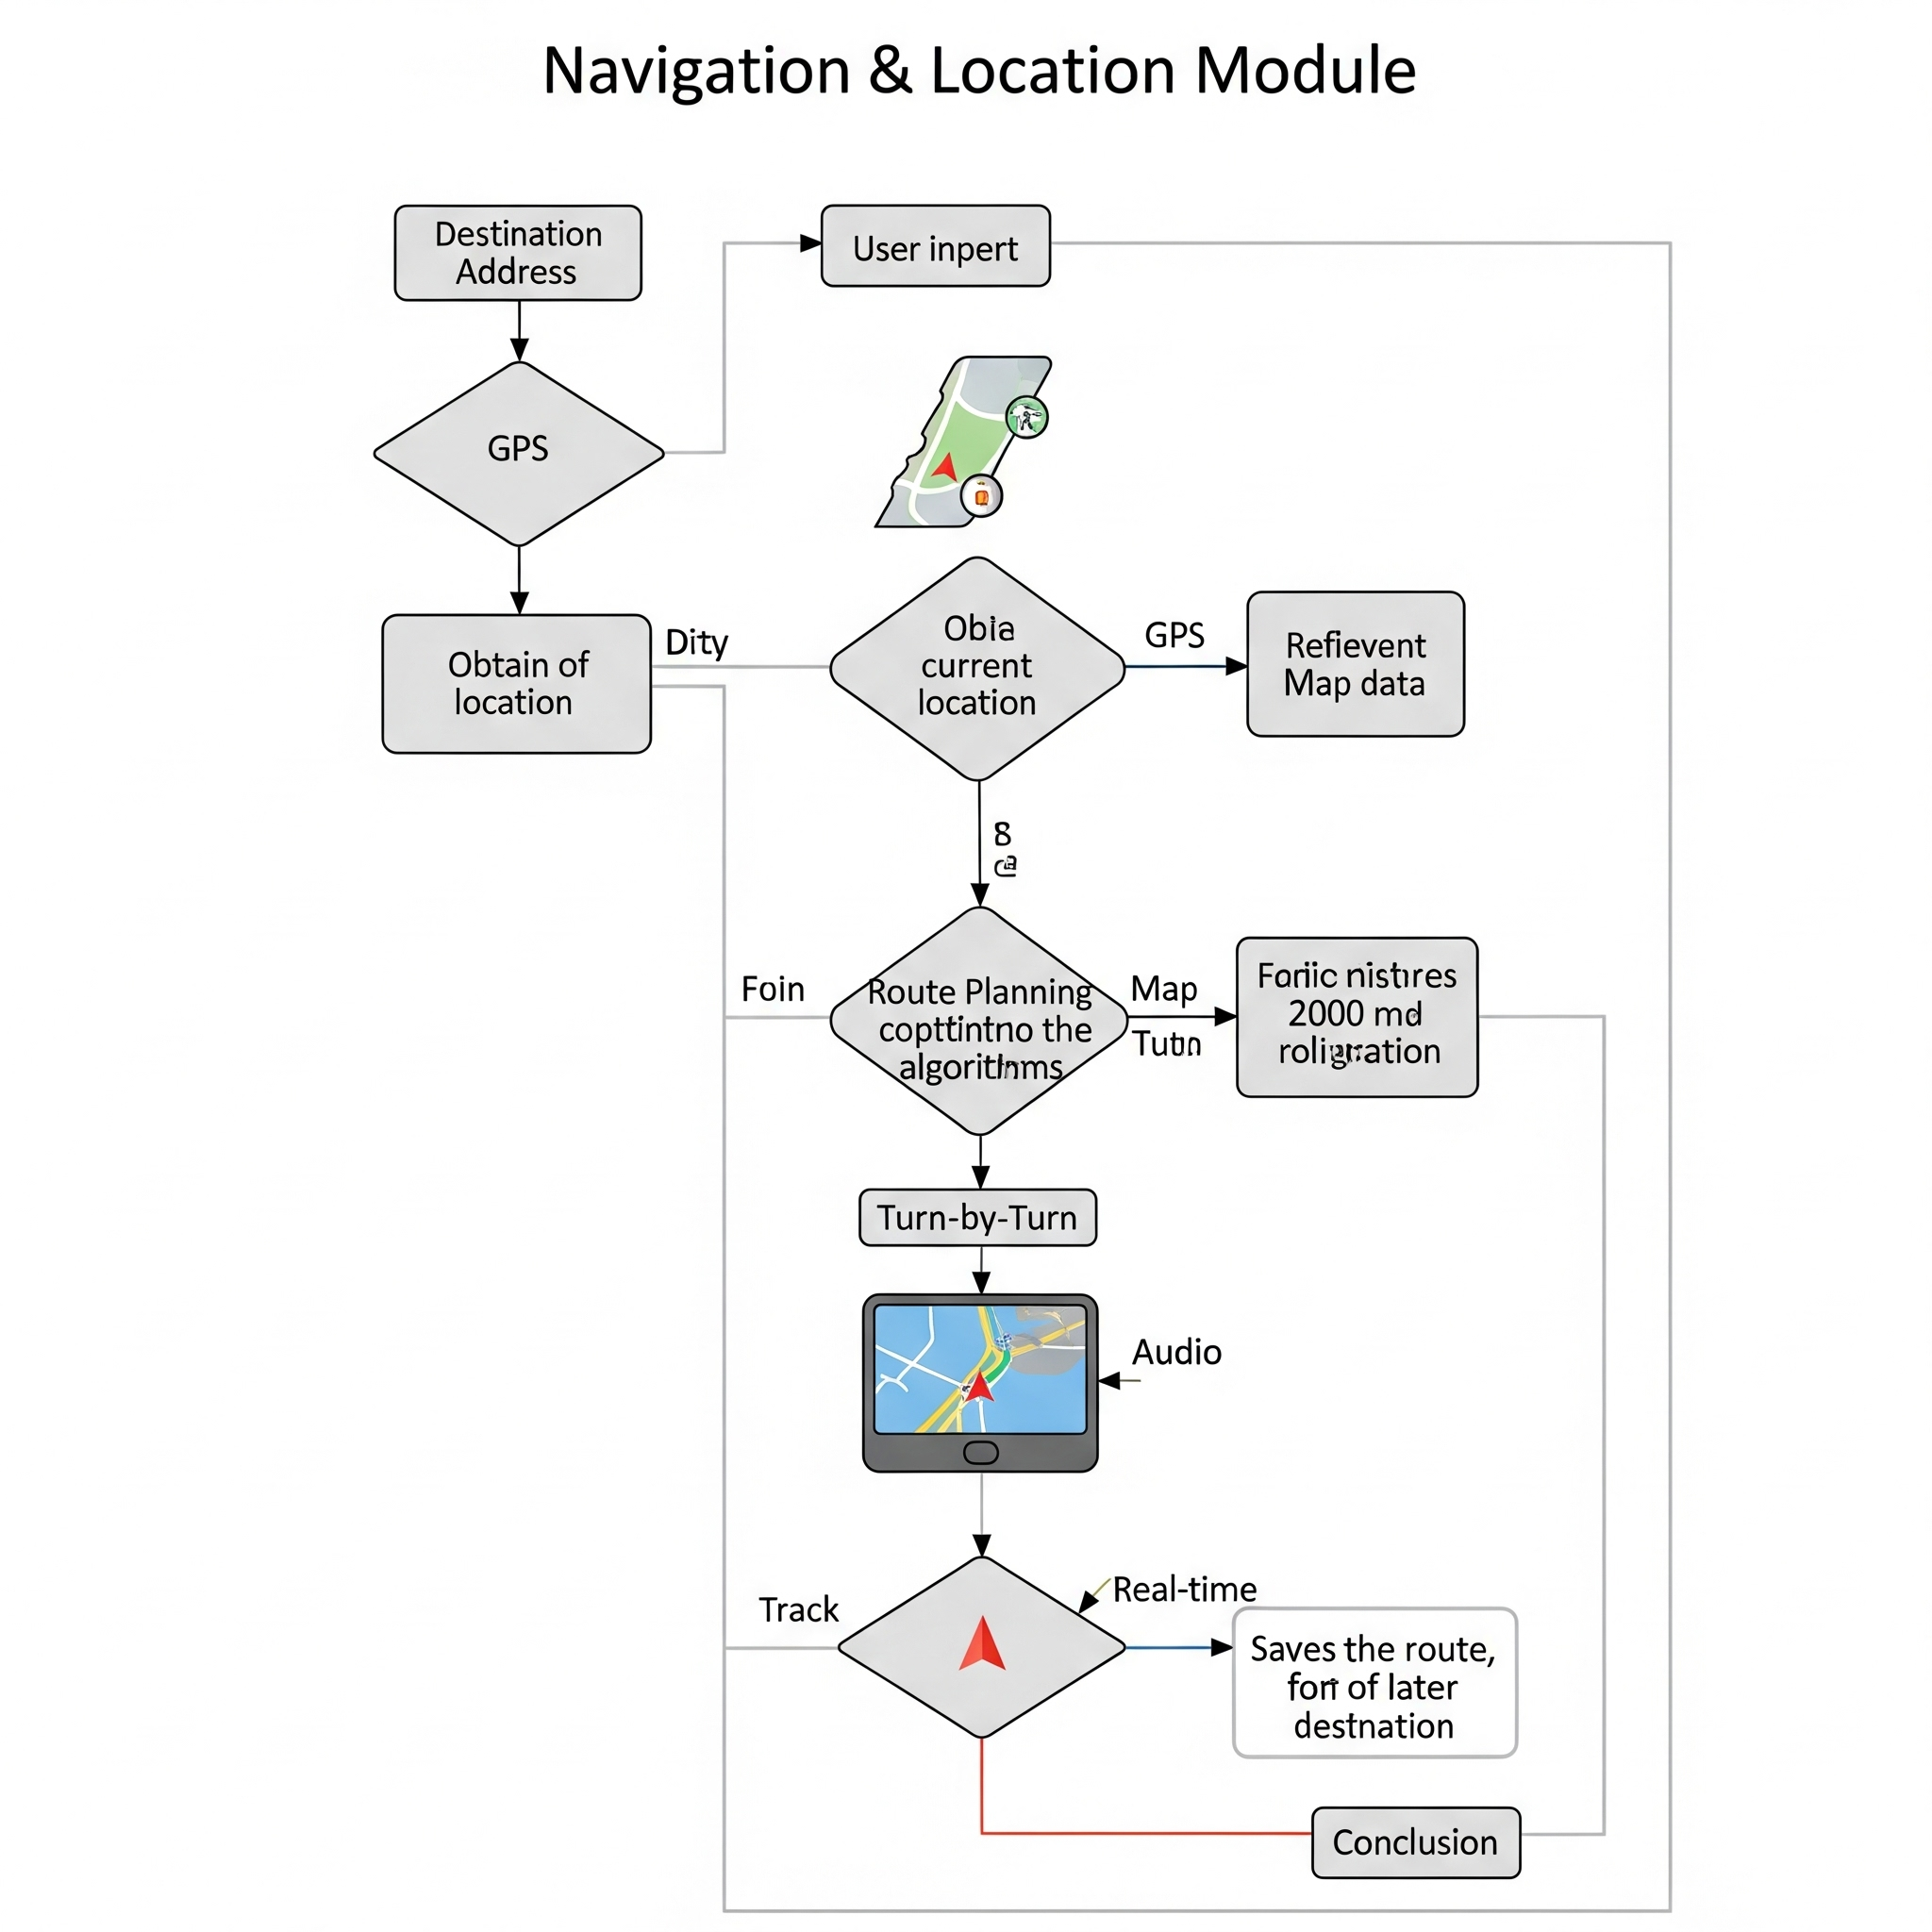 Navigation & Location Module
Destination
Address
User inpert
GPS
Obtain of
location
Dity
Obia
current
location
GPS
Refievent
Map data
8
Foin
Route Planning
the
algorithms
Map
Tutn
2000 md
Turn-by-Turn
Audio
Track
Real-time
Saves the route,
of later
destnation
Conclusion